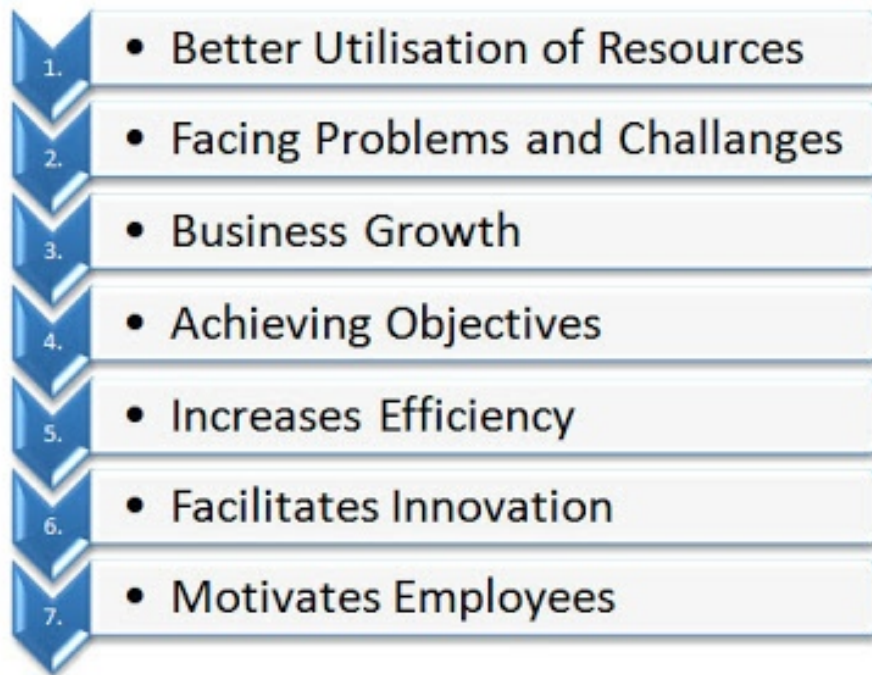 1. • Better Utilisation of Resources
2. • Facing Problems and Challanges
3. • Business Growth
4. • Achieving Objectives
5. • Increases Efficiency
6. • Facilitates Innovation
7. • Motivates Employees